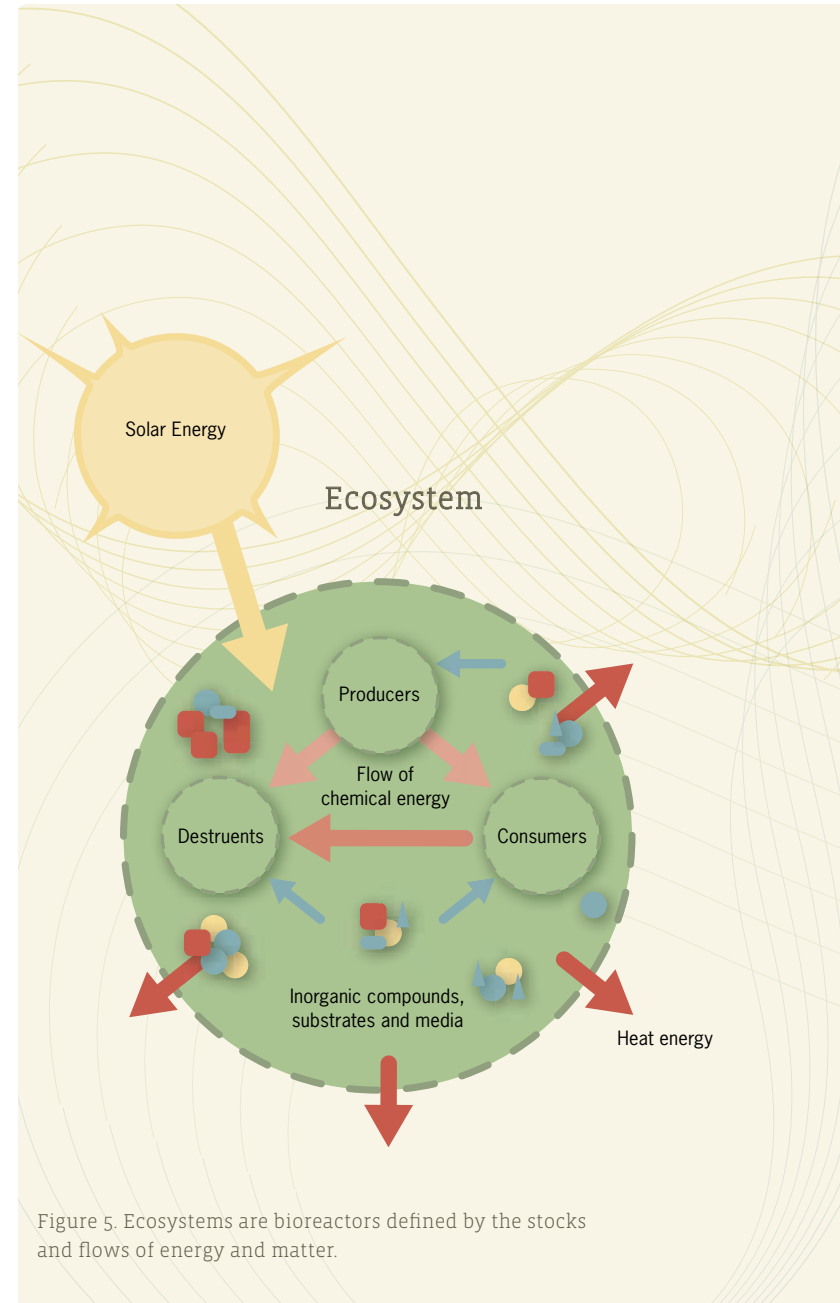 Solar Energy
Ecosystem
Producers
Flow of
chemical energy
Destruents
Consumers
Inorganic compounds,
substrates and media
Heat energy
Figure 5. Ecosystems are bioreactors defined by the stocks
and flows of energy and matter.